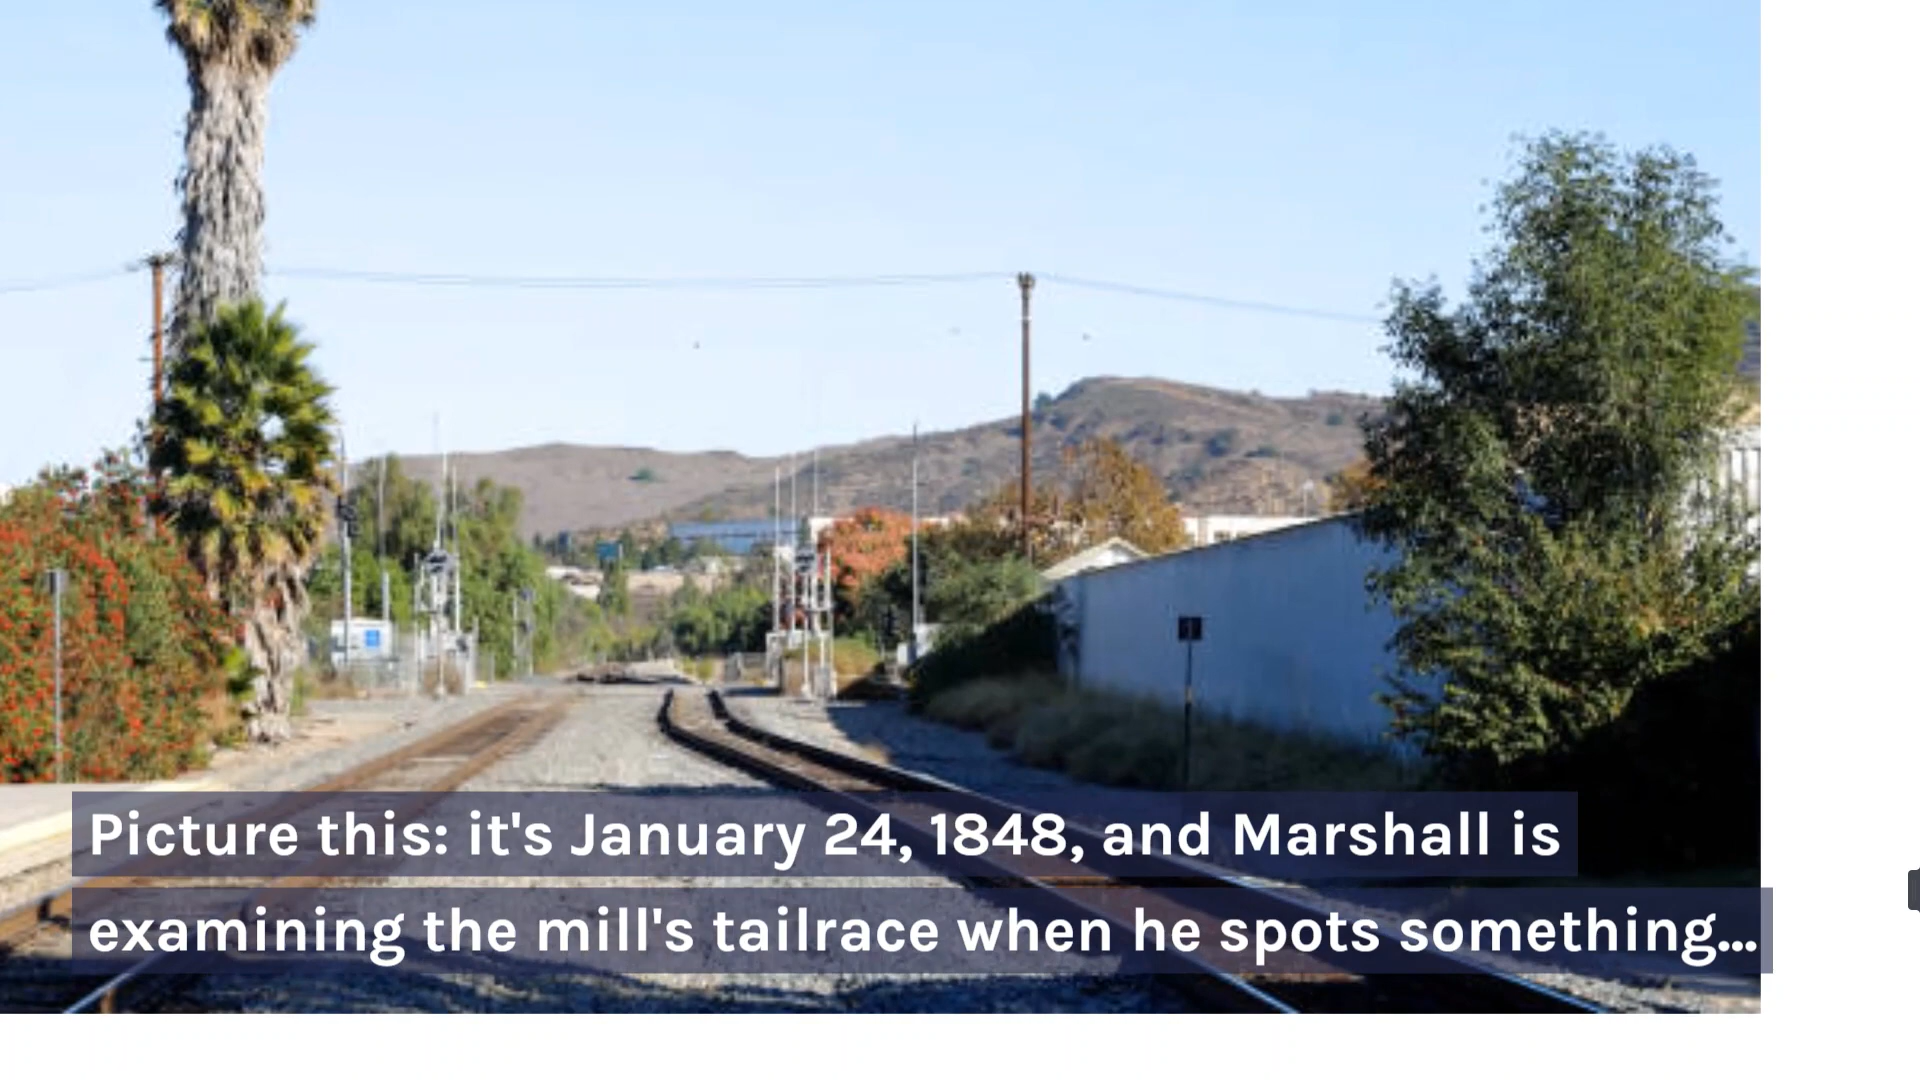 Picture this: it's January 24, 1848, and Marshall is
examining the mill's tailrace when he spots something...